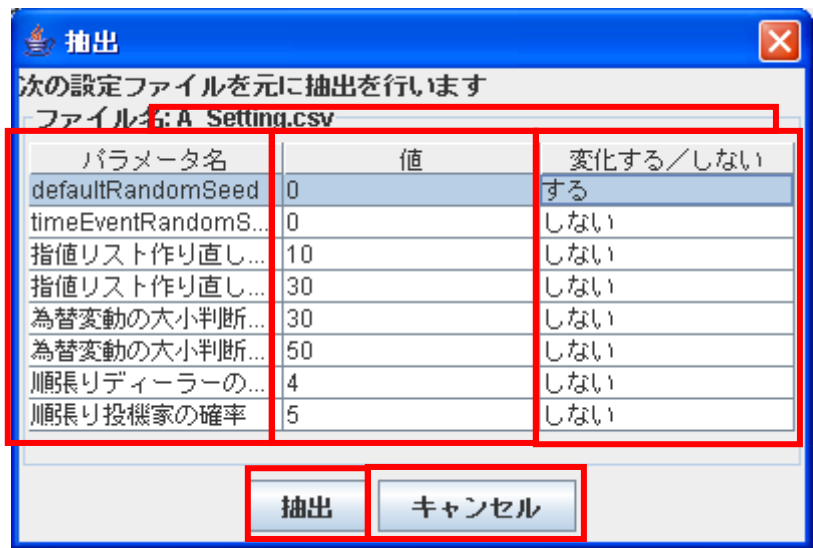 抽出
次の設定ファイルを元に抽出を行います
ファイル名: A_Setting.csv
パラメータ名 値 変化する／しない
defaultRandomSeed 0 する
timeEventRandomS... 0 しない
指値リスト作り直し... 10 しない
指値リスト作り直し... 30 しない
為替変動の大小判断... 30 しない
為替変動の大小判断... 50 しない
順張りディーラーの... 4 しない
順張り投機家の確率 5 しない
抽出 キャンセル